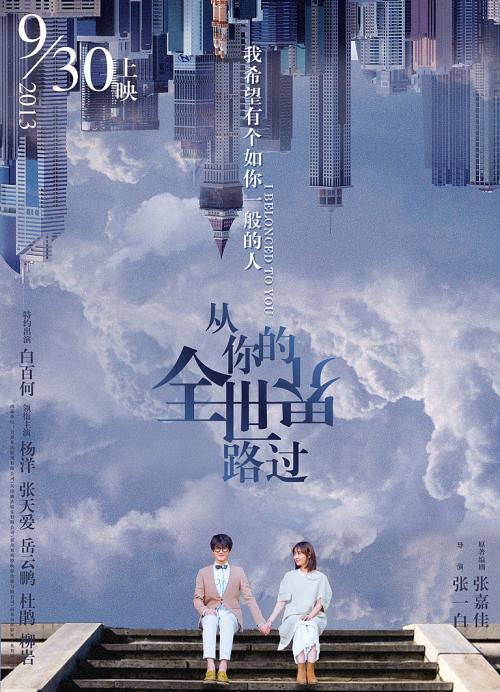 9/30上映
2013
我希望有个如你一般的人
I BELONGED TO YOU
从你的
全世界
路过
特约出演 白百何
领衔主演 杨洋 张天爱 岳云鹏 杜鹃 柳岩
原著编剧 张嘉佳
导演 张一白